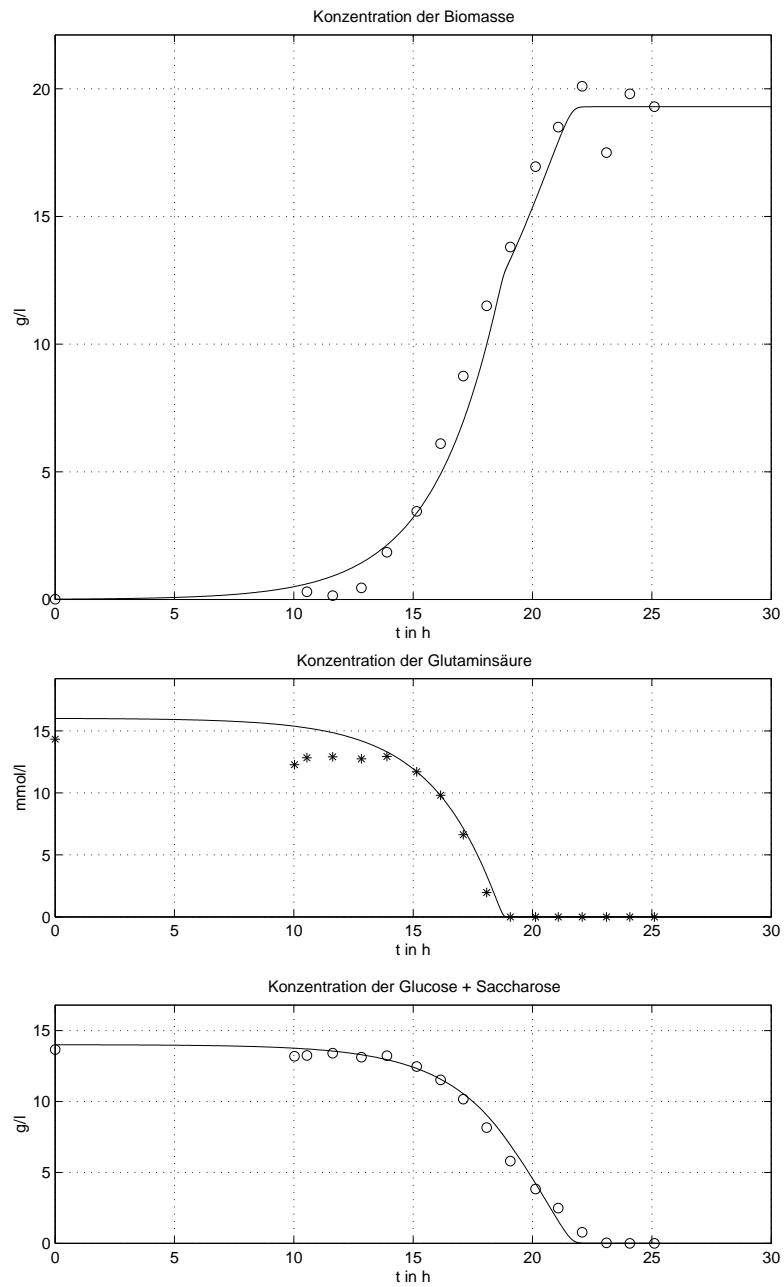 Konzentration der Biomasse
20
15
10
5
0
g/l
0 5 10 15 20 25 30
t in h
Konzentration der Glutaminsäure
15
10
5
0
mmol/l
0 5 10 15 20 25 30
t in h
Konzentration der Glucose + Saccharose
15
10
5
0
g/l
0 5 10 15 20 25 30
t in h